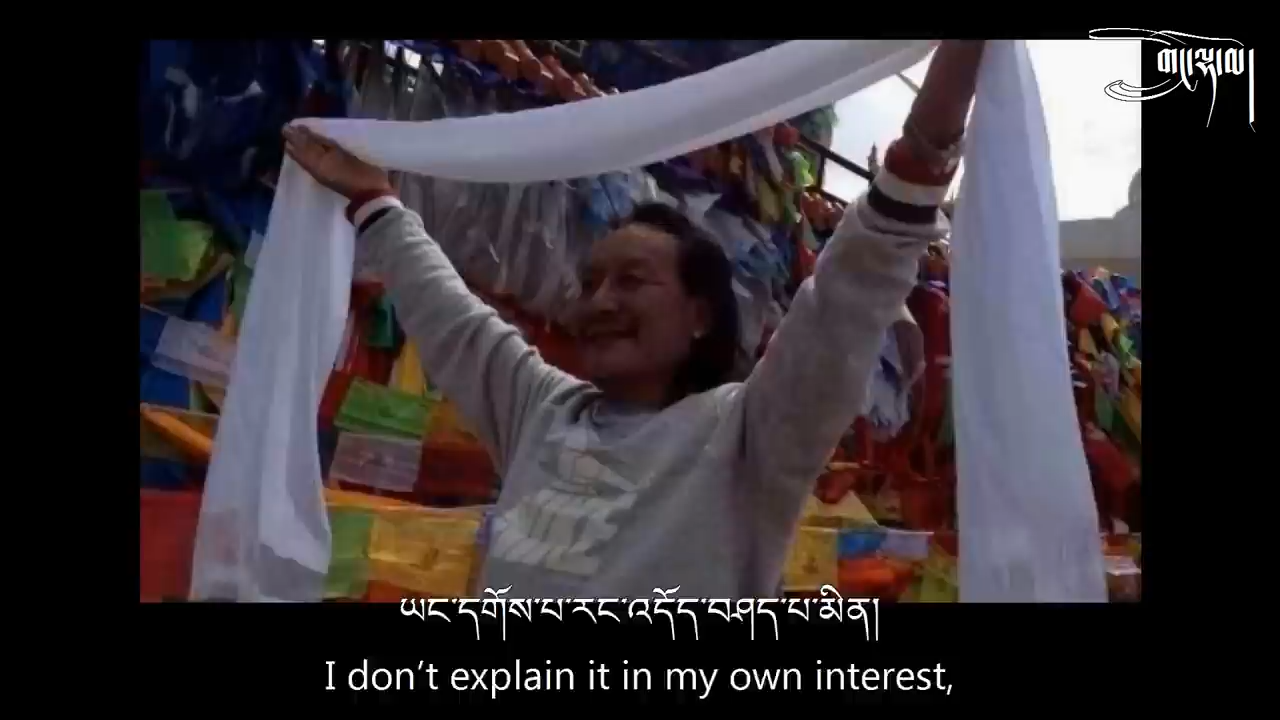 ཡང་དགོས་པ་རང་འདོད་བཤད་པ་མིན།
I don’t explain it in my own interest,